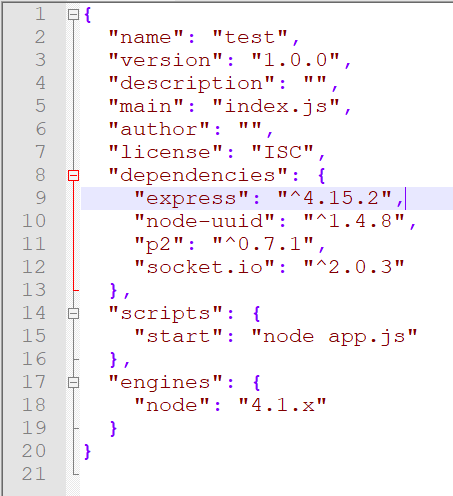 1 {
2 "name": "test",
3 "version": "1.0.0",
4 "description": "",
5 "main": "index.js",
6 "author": "",
7 "license": "ISC",
8 "dependencies": {
9 "express": "^4.15.2",
10 "node-uuid": "^1.4.8",
11 "p2": "^0.7.1",
12 "socket.io": "^2.0.3"
13 },
14 "scripts": {
15 "start": "node app.js"
16 },
17 "engines": {
18 "node": "4.1.x"
19 }
20 }
21